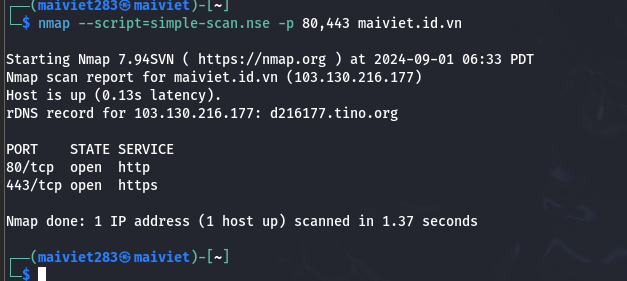 ┌──(maiviet283㉿maiviet)-[~]
└─$ nmap --script=simple-scan.nse -p 80,443 maiviet.id.vn
Starting Nmap 7.94SVN ( https://nmap.org ) at 2024-09-01 06:33 PDT
Nmap scan report for maiviet.id.vn (103.130.216.177)
Host is up (0.13s latency).
rDNS record for 103.130.216.177: d216177.tino.org
PORT    STATE SERVICE
80/tcp  open  http
443/tcp open  https
Nmap done: 1 IP address (1 host up) scanned in 1.37 seconds
┌──(maiviet283㉿maiviet)-[~]
└─$